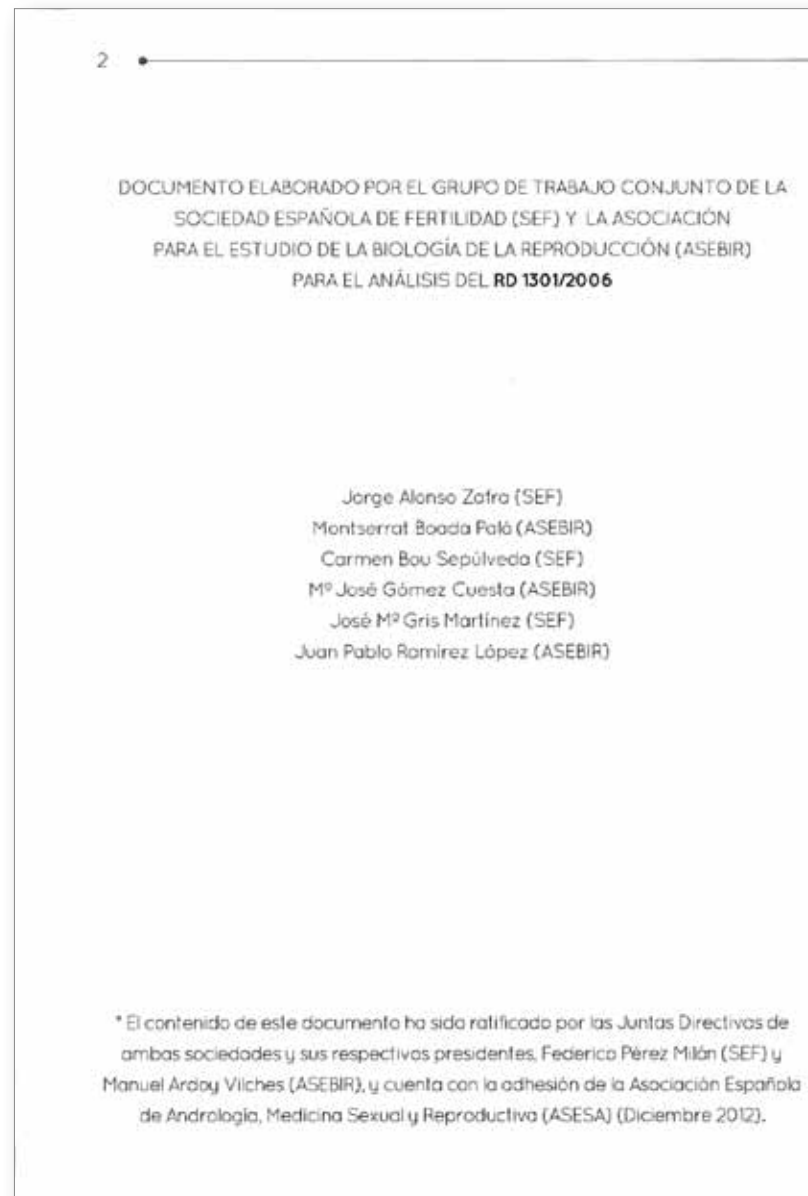 2
DOCUMENTO ELABORADO POR EL GRUPO DE TRABAJO CONJUNTO DE LA
SOCIEDAD ESPAÑOLA DE FERTILIDAD (SEF) Y LA ASOCIACIÓN
PARA EL ESTUDIO DE LA BIOLOGÍA DE LA REPRODUCCIÓN (ASEBIR)
PARA EL ANÁLISIS DEL RD 1301/2006
Jorge Alonso Zafra (SEF)
Montserrat Boada Palá (ASEBIR)
Carmen Bou Sepúlveda (SEF)
Mª José Gómez Cuesta (ASEBIR)
José Mª Gris Martínez (SEF)
Juan Pablo Ramírez López (ASEBIR)
* El contenido de este documento ha sido ratificado por las Juntas Directivas de
ambas sociedades y sus respectivos presidentes, Federico Pérez Milán (SEF) y
Manuel Ardoy Vilches (ASEBIR), y cuenta con la adhesión de la Asociación Española
de Andrología, Medicina Sexual y Reproductiva (ASESA) (Diciembre 2012).